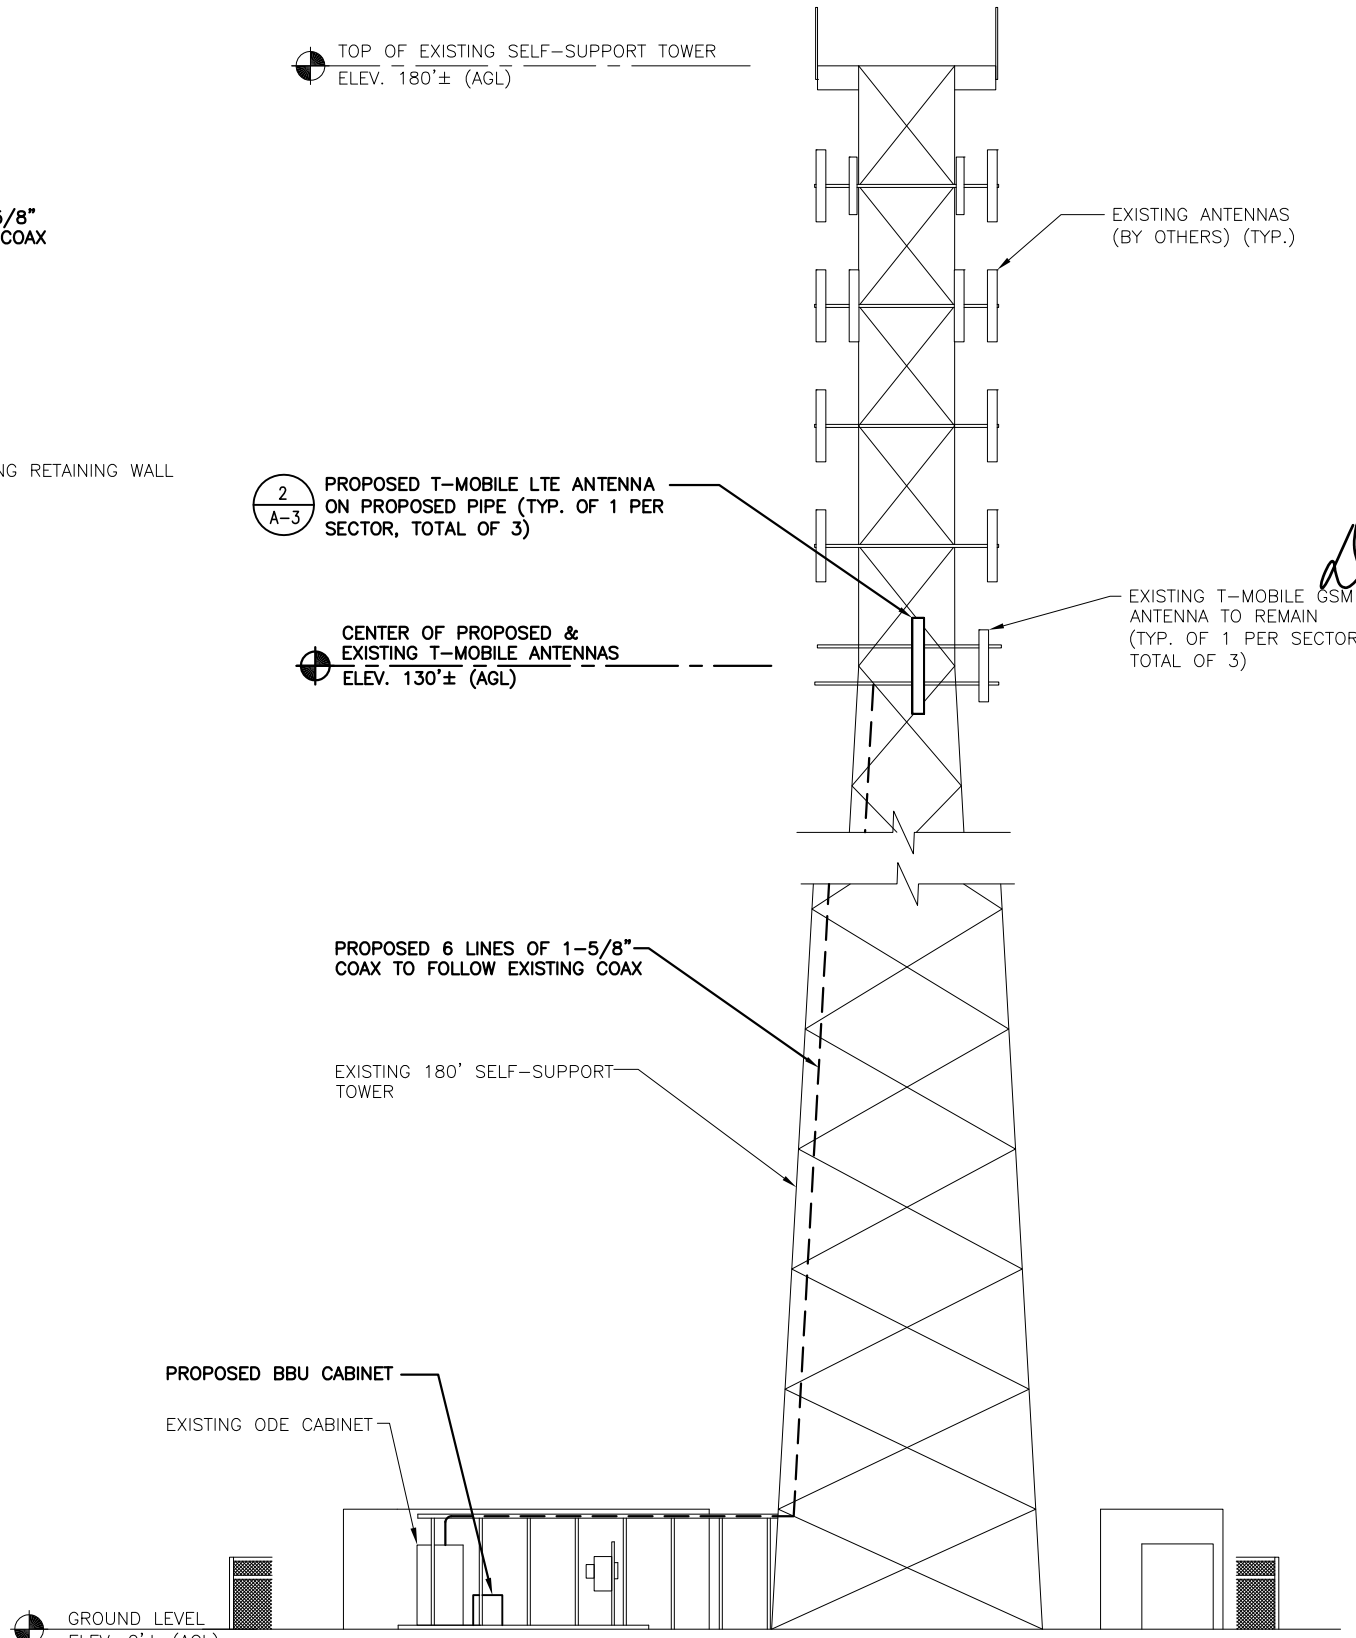 TOP OF EXISTING SELF-SUPPORT TOWER
ELEV. 180'± (AGL)
5/8"
COAX
EXISTING ANTENNAS
(BY OTHERS) (TYP.)
RETAINING WALL
2
A-3
PROPOSED T-MOBILE LTE ANTENNA
ON PROPOSED PIPE (TYP. OF 1 PER
SECTOR, TOTAL OF 3)
EXISTING T-MOBILE GSM
ANTENNA TO REMAIN
(TYP. OF 1 PER SECTOR
TOTAL OF 3)
CENTER OF PROPOSED &
EXISTING T-MOBILE ANTENNAS
ELEV. 130'± (AGL)
PROPOSED 6 LINES OF 1-5/8"
COAX TO FOLLOW EXISTING COAX
EXISTING 180' SELF-SUPPORT
TOWER
PROPOSED BBU CABINET
EXISTING ODE CABINET
GROUND LEVEL